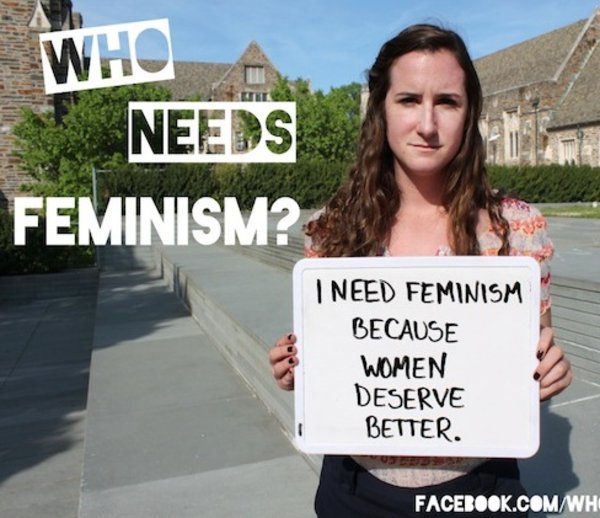 WHO
NEEDS
FEMINISM?
I NEED FEMINISM
BECAUSE
WOMEN
DESERVE
BETTER.
FACEBOOK.COM/WHO